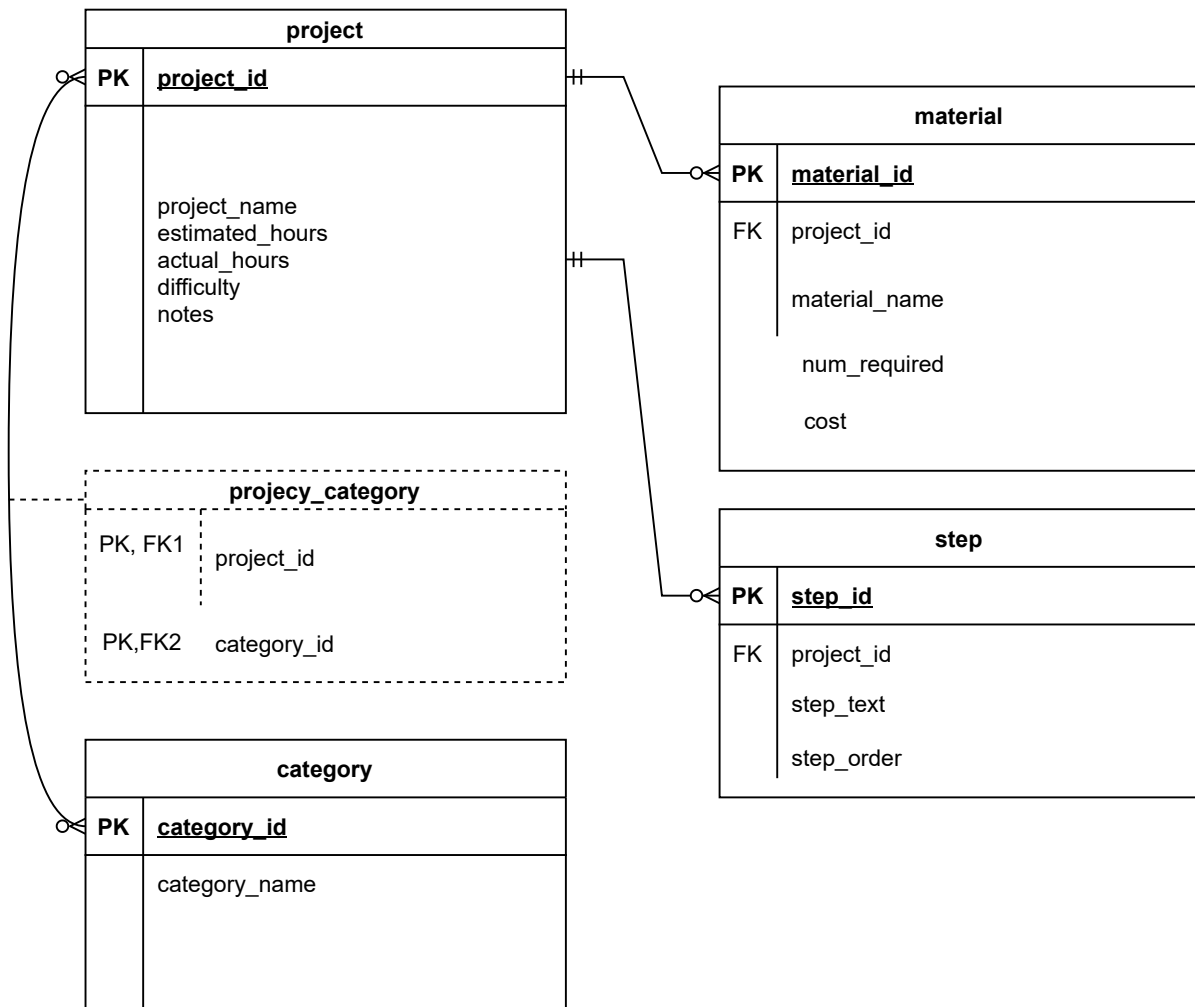 project
PK project_id
project_name
estimated_hours
actual_hours
difficulty
notes
material
PK material_id
FK project_id
material_name
num_required
cost
projecy_category
PK, FK1 project_id
PK,FK2 category_id
step
PK step_id
FK project_id
step_text
step_order
category
PK category_id
category_name